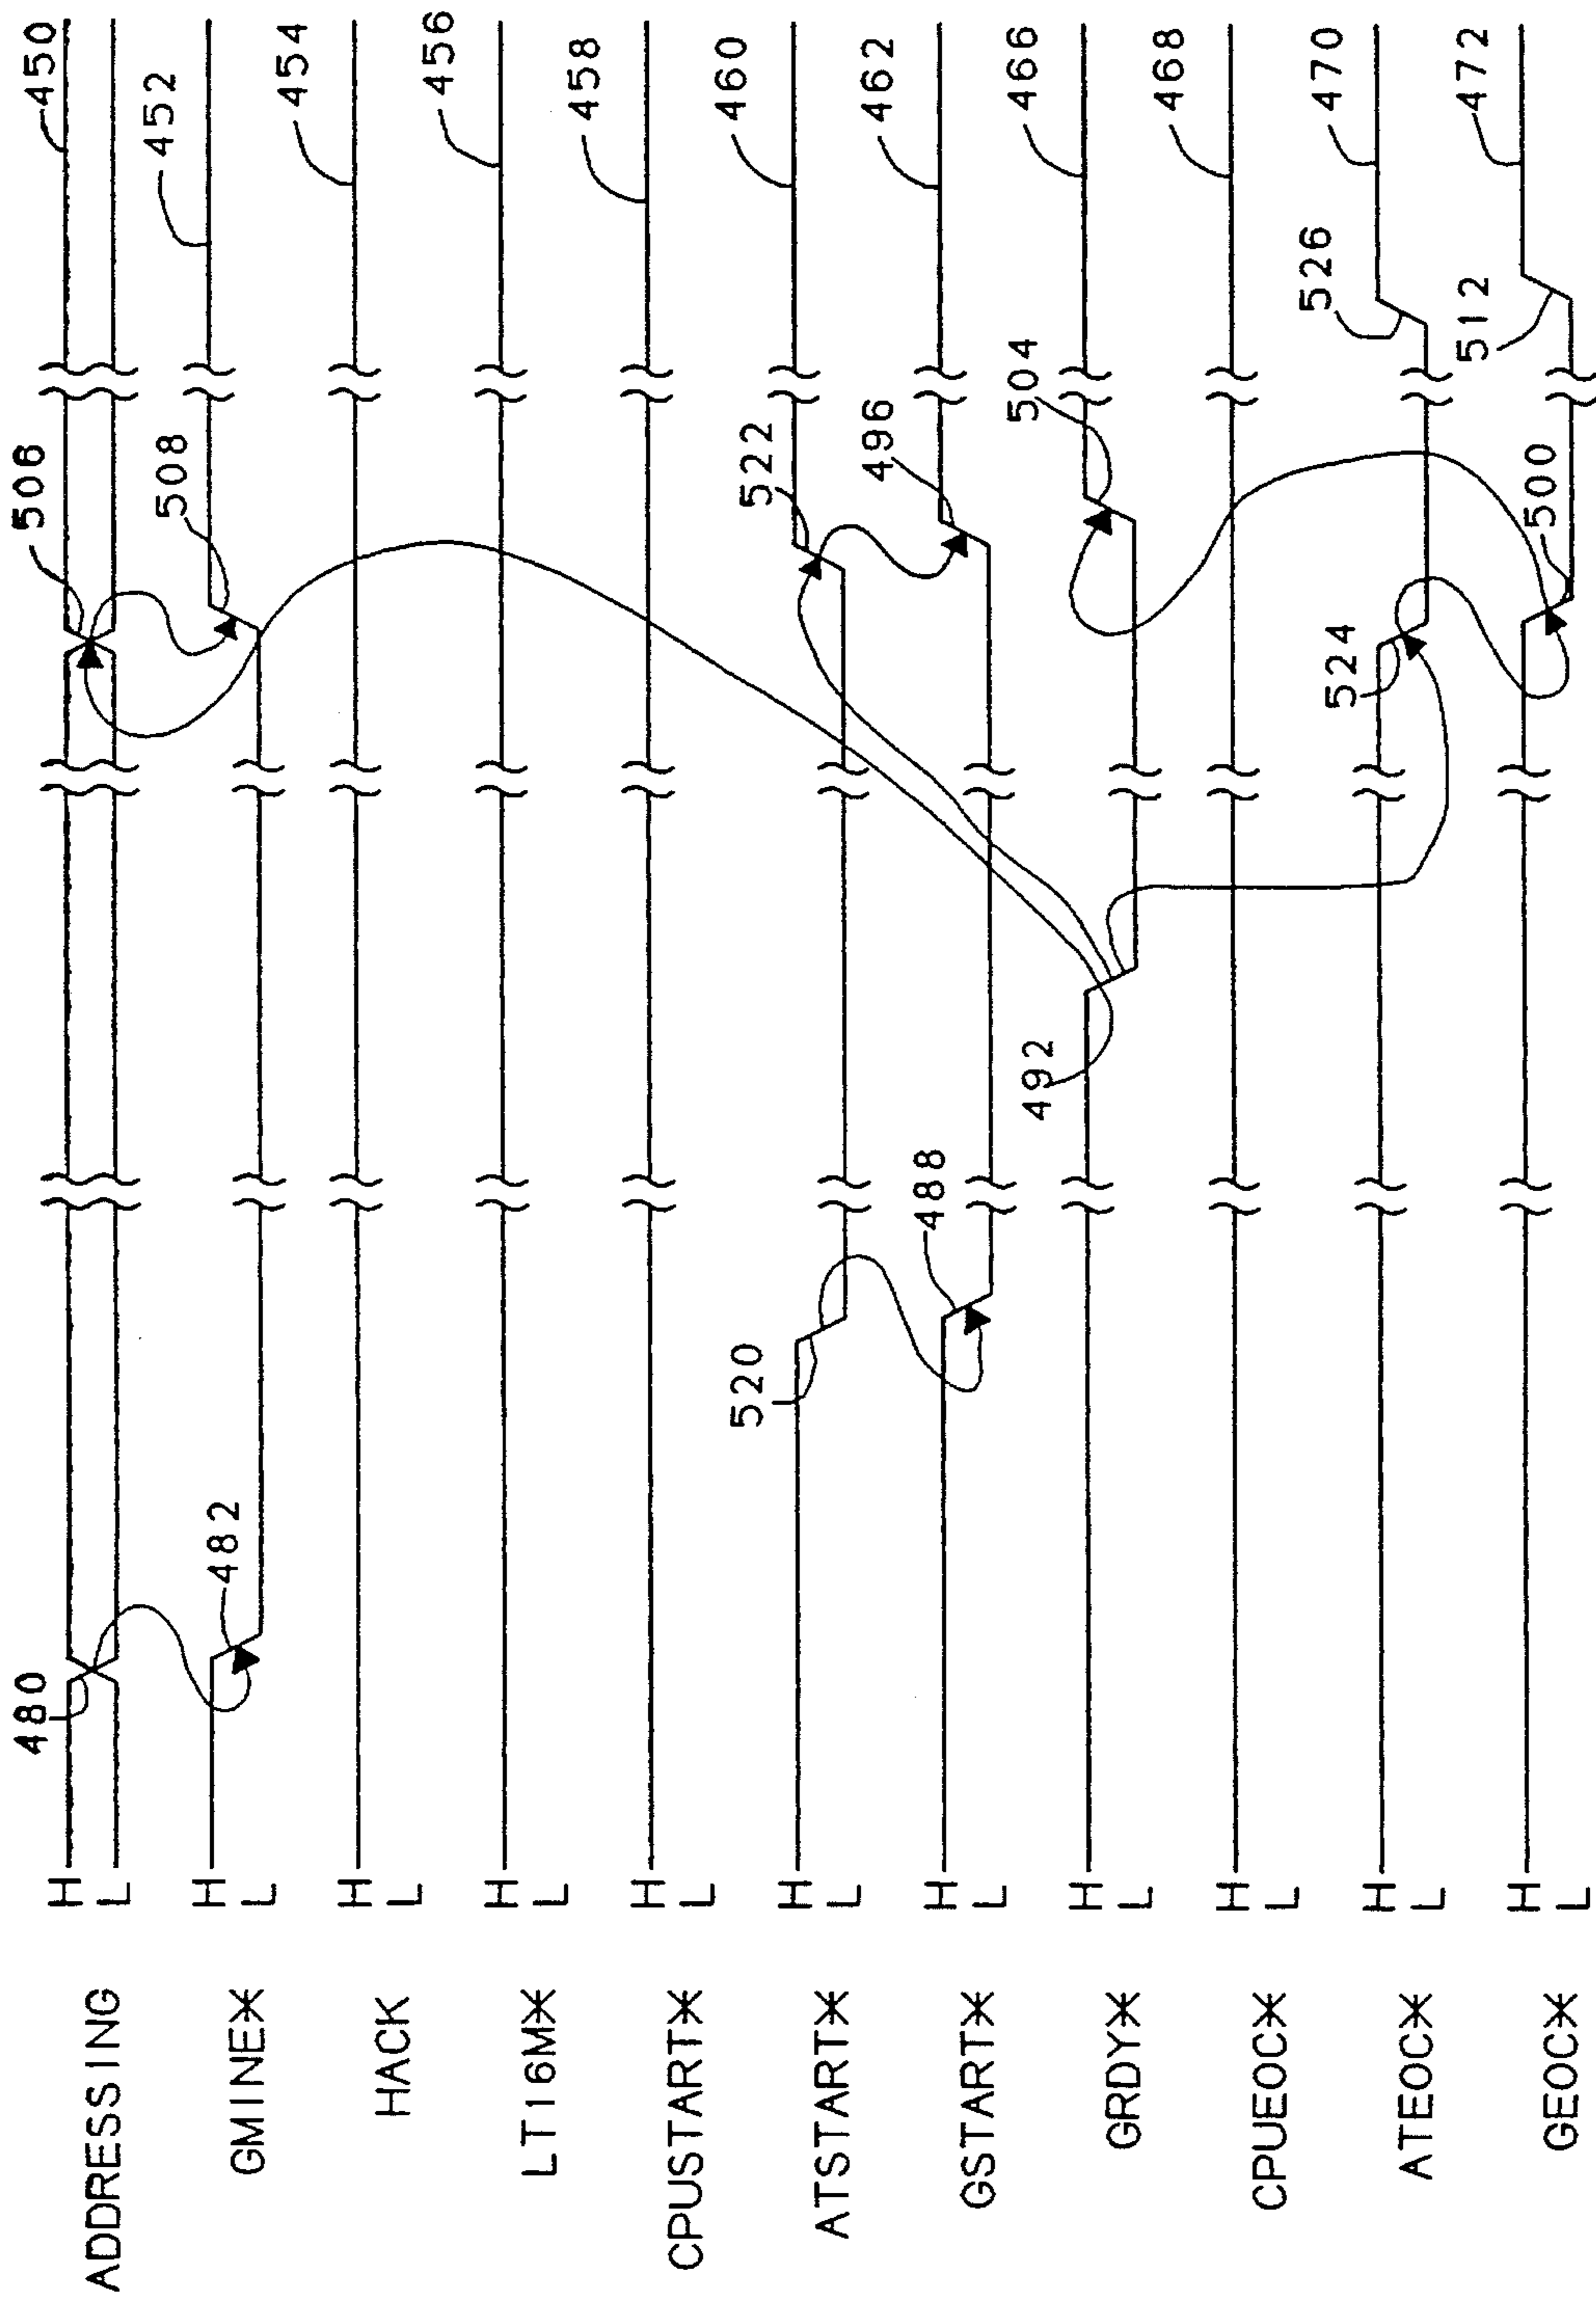 ADDRESSING H L 480 506 450
GMINE* H L 482 508 452
HACK H L 454
LT16M* H L 456
CPUSTART* H L 458
ATSTART* H L 520 522 460
GSTART* H L 488 496 462
GRDY* H L 492 504 466
CPUEOC* H L 468
ATEOC* H L 524 526 470
GEOC* H L 500 512 472